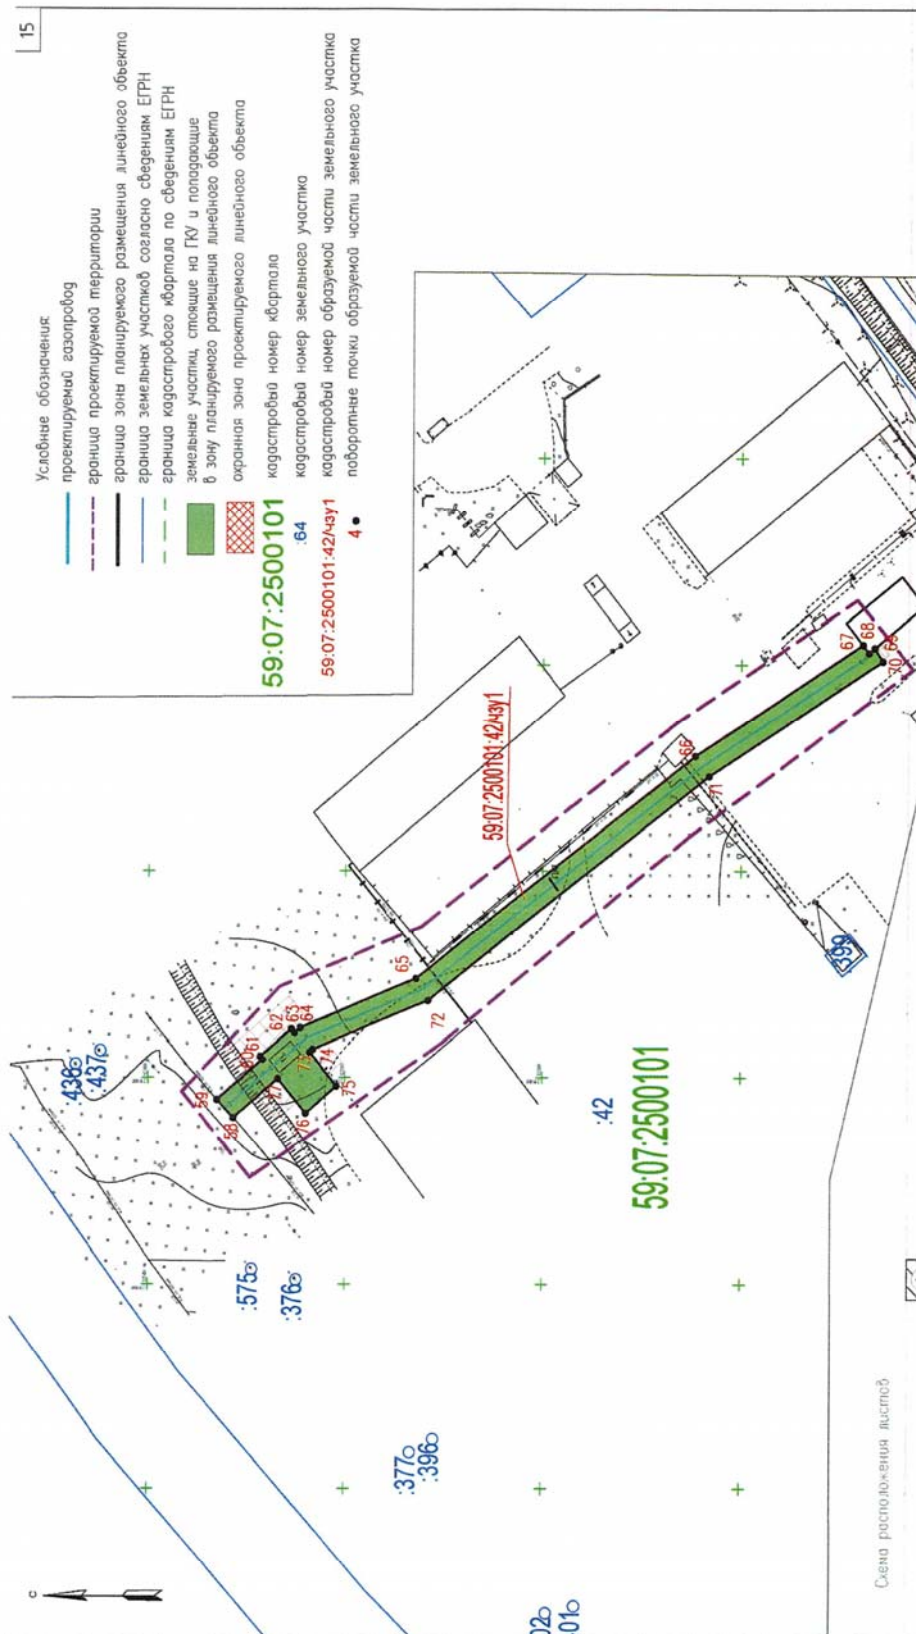 15
Условные обозначения:
проектируемый газопровод
граница проектируемой территории
граница зоны планируемого размещения линейного объекта
граница земельных участков согласно сведениям ЕГРН
граница кадастрового квартала по сведениям ЕГРН
земельные участки, стоящие на ГКУ и попадающие
в зону планируемого размещения линейного объекта
охранная зона проектируемого линейного объекта
59:07:2500101 кадастровый номер квартала
:64 кадастровый номер земельного участка
59:07:2500101:42/чзу1 кадастровый номер образуемой части земельного участка
4 поворотные точки образуемой части земельного участка
с
:436
:437
:575
:376
:377
:396
02
01
58
59
60
61
62
63
64
65
66
67
68
69
70
71
72
73
74
75
76
77
59:07:2500101:42/чзу1
:42
59:07:2500101
399
Схема расположения листов